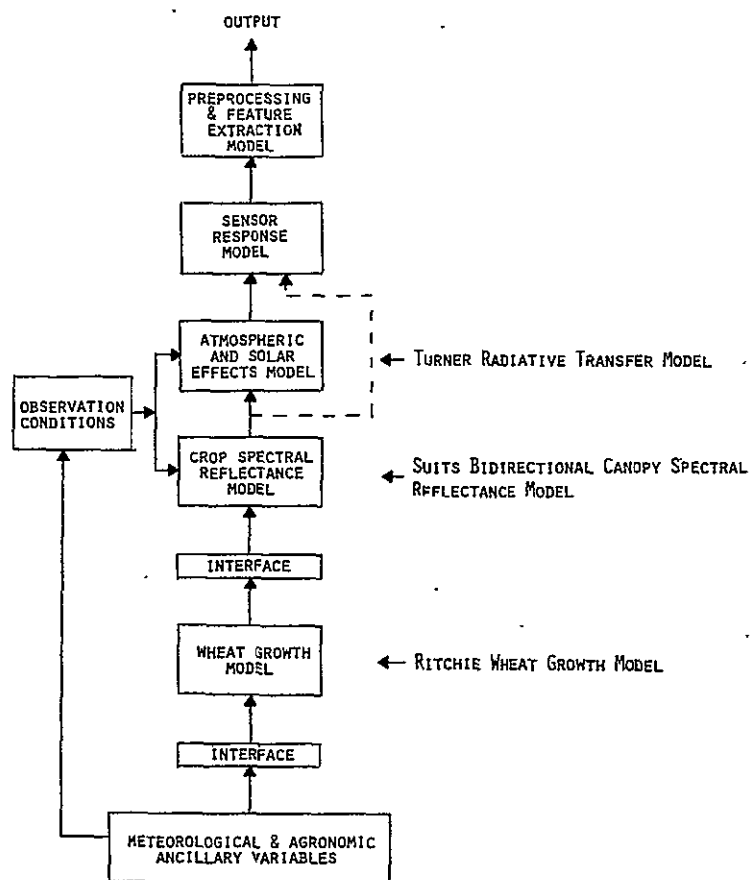 OUTPUT
PREPROCESSING
& FEATURE
EXTRACTION
MODEL
SENSOR
RESPONSE
MODEL
ATMOSPHERIC
AND SOLAR
EFFECTS MODEL
← TURNER RADIATIVE TRANSFER MODEL
OBSERVATION
CONDITIONS
CROP SPECTRAL
REFLECTANCE
MODEL
← SUITS BIDIRECTIONAL CANOPY SPECTRAL
REFLECTANCE MODEL
INTERFACE
WHEAT GROWTH
MODEL
← RITCHIE WHEAT GROWTH MODEL
INTERFACE
METEOROLOGICAL & AGRONOMIC
ANCILLARY VARIABLES